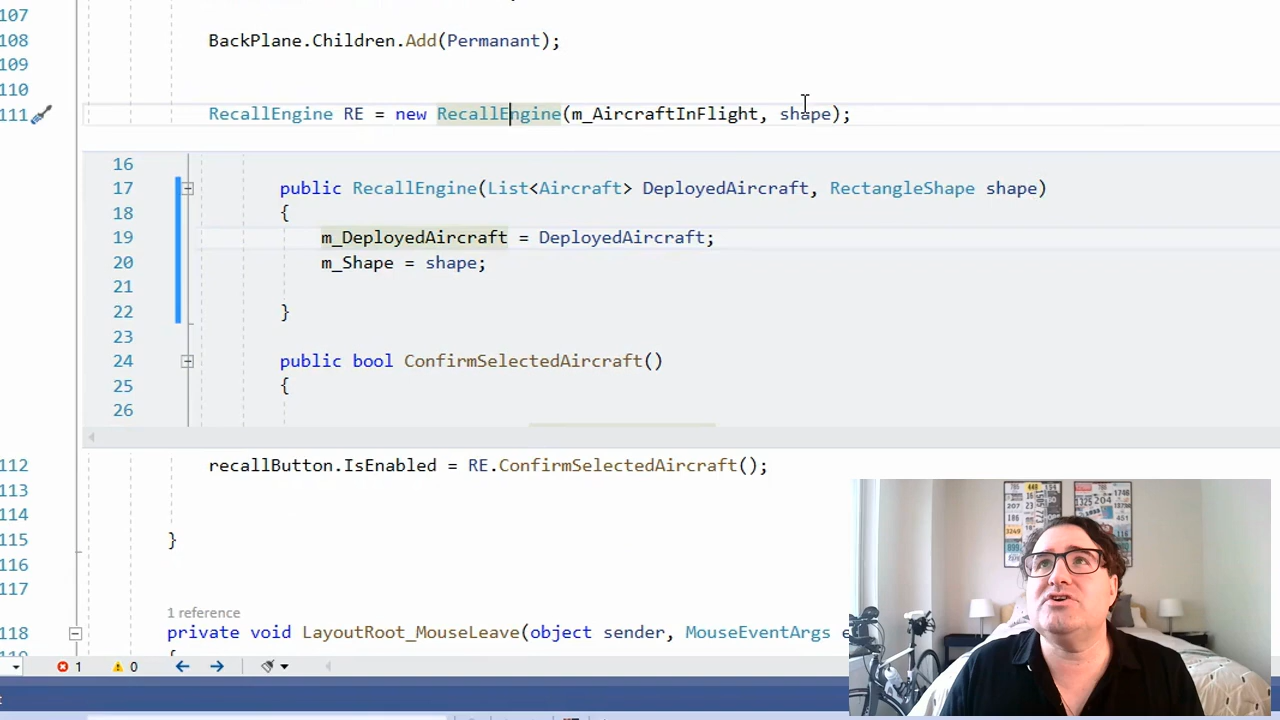 107
108 BackPlane.Children.Add(Permanant);
109
110
111 RecallEngine RE = new RecallEngine(m_AircraftInFlight, shape);
16
17 public RecallEngine(List<Aircraft> DeployedAircraft, RectangleShape shape)
18 {
19 m_DeployedAircraft = DeployedAircraft;
20 m_Shape = shape;
21
22 }
23
24 public bool ConfirmSelectedAircraft()
25 {
26
112 recallButton.IsEnabled = RE.ConfirmSelectedAircraft();
113
114
115 }
116
117
1 reference
118 private void LayoutRoot_MouseLeave(object sender, MouseEventArgs e
1 0